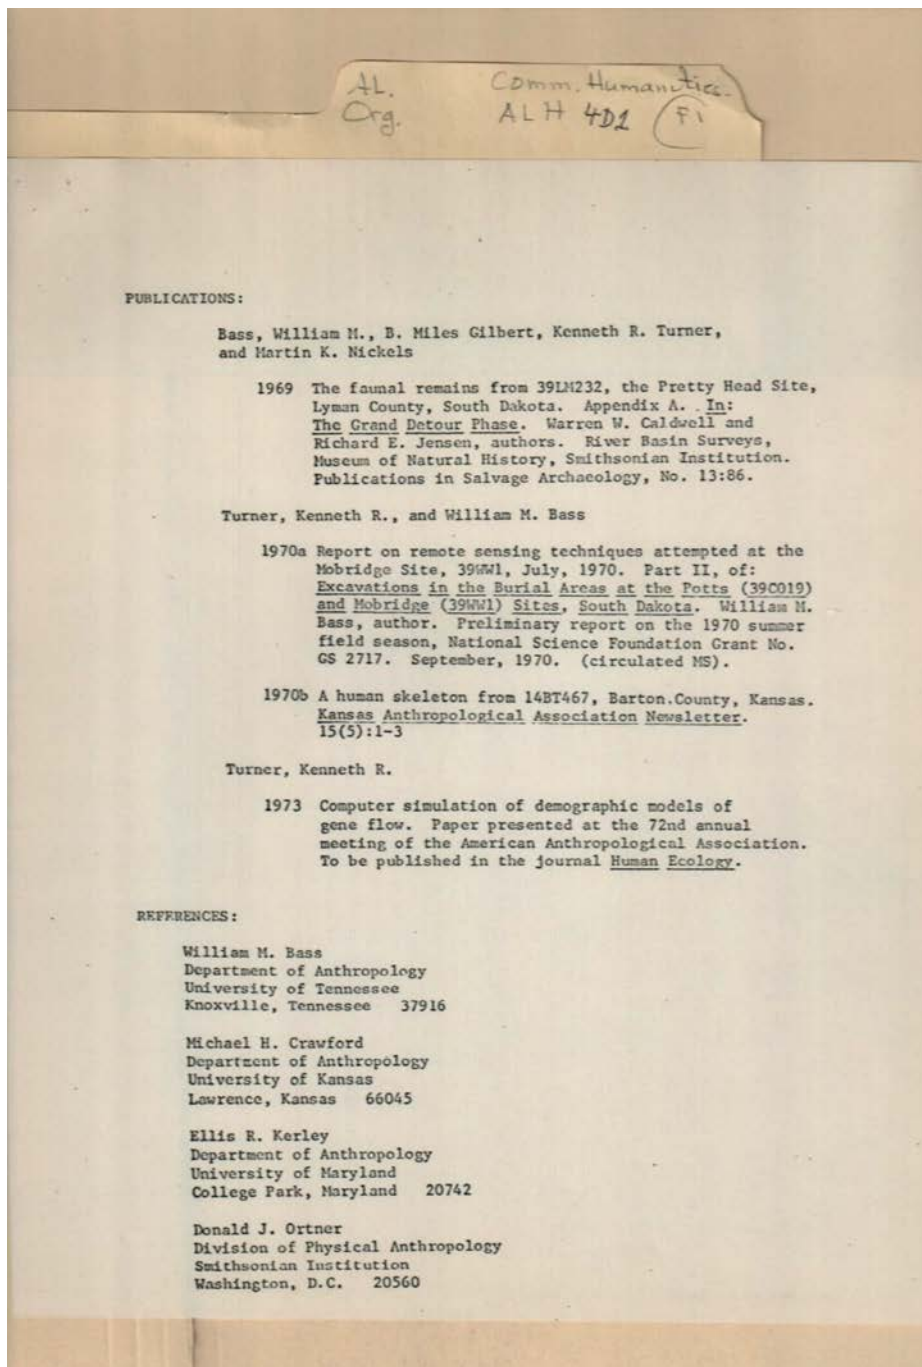 AL. Comm. Humanities.
Org. ALH 4D1 F1
PUBLICATIONS:
Bass, William M., B. Miles Gilbert, Kenneth R. Turner,
and Martin K. Nickels
1969 The faunal remains from 39LM232, the Pretty Head Site,
Lyman County, South Dakota. Appendix A. In:
The Grand Detour Phase. Warren W. Caldwell and
Richard E. Jensen, authors. River Basin Surveys,
Museum of Natural History, Smithsonian Institution.
Publications in Salvage Archaeology, No. 13:86.
Turner, Kenneth R., and William M. Bass
1970a Report on remote sensing techniques attempted at the
Mobridge Site, 39WW1, July, 1970. Part II, of:
Excavations in the Burial Areas at the Potts (39CO19)
and Mobridge (39WW1) Sites, South Dakota. William M.
Bass, author. Preliminary report on the 1970 summer
field season, National Science Foundation Grant No.
GS 2717. September, 1970. (circulated MS).
1970b A human skeleton from 14BT467, Barton County, Kansas.
Kansas Anthropological Association Newsletter.
15(5):1-3
Turner, Kenneth R.
1973 Computer simulation of demographic models of
gene flow. Paper presented at the 72nd annual
meeting of the American Anthropological Association.
To be published in the journal Human Ecology.
REFERENCES:
William M. Bass
Department of Anthropology
University of Tennessee
Knoxville, Tennessee 37916
Michael H. Crawford
Department of Anthropology
University of Kansas
Lawrence, Kansas 66045
Ellis R. Kerley
Department of Anthropology
University of Maryland
College Park, Maryland 20742
Donald J. Ortner
Division of Physical Anthropology
Smithsonian Institution
Washington, D.C. 20560